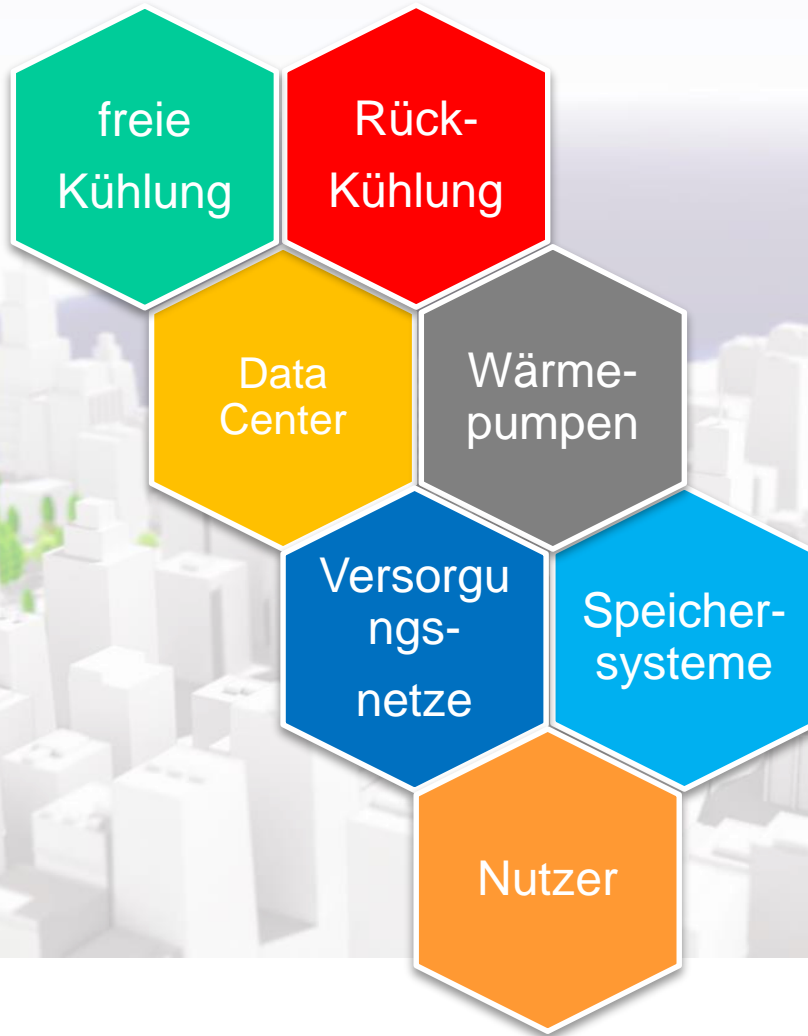 freie
Kühlung
Rück-
Kühlung
Data
Center
Wärme-
pumpen
Versorgu
ngs-
netze
Speicher-
systeme
Nutzer